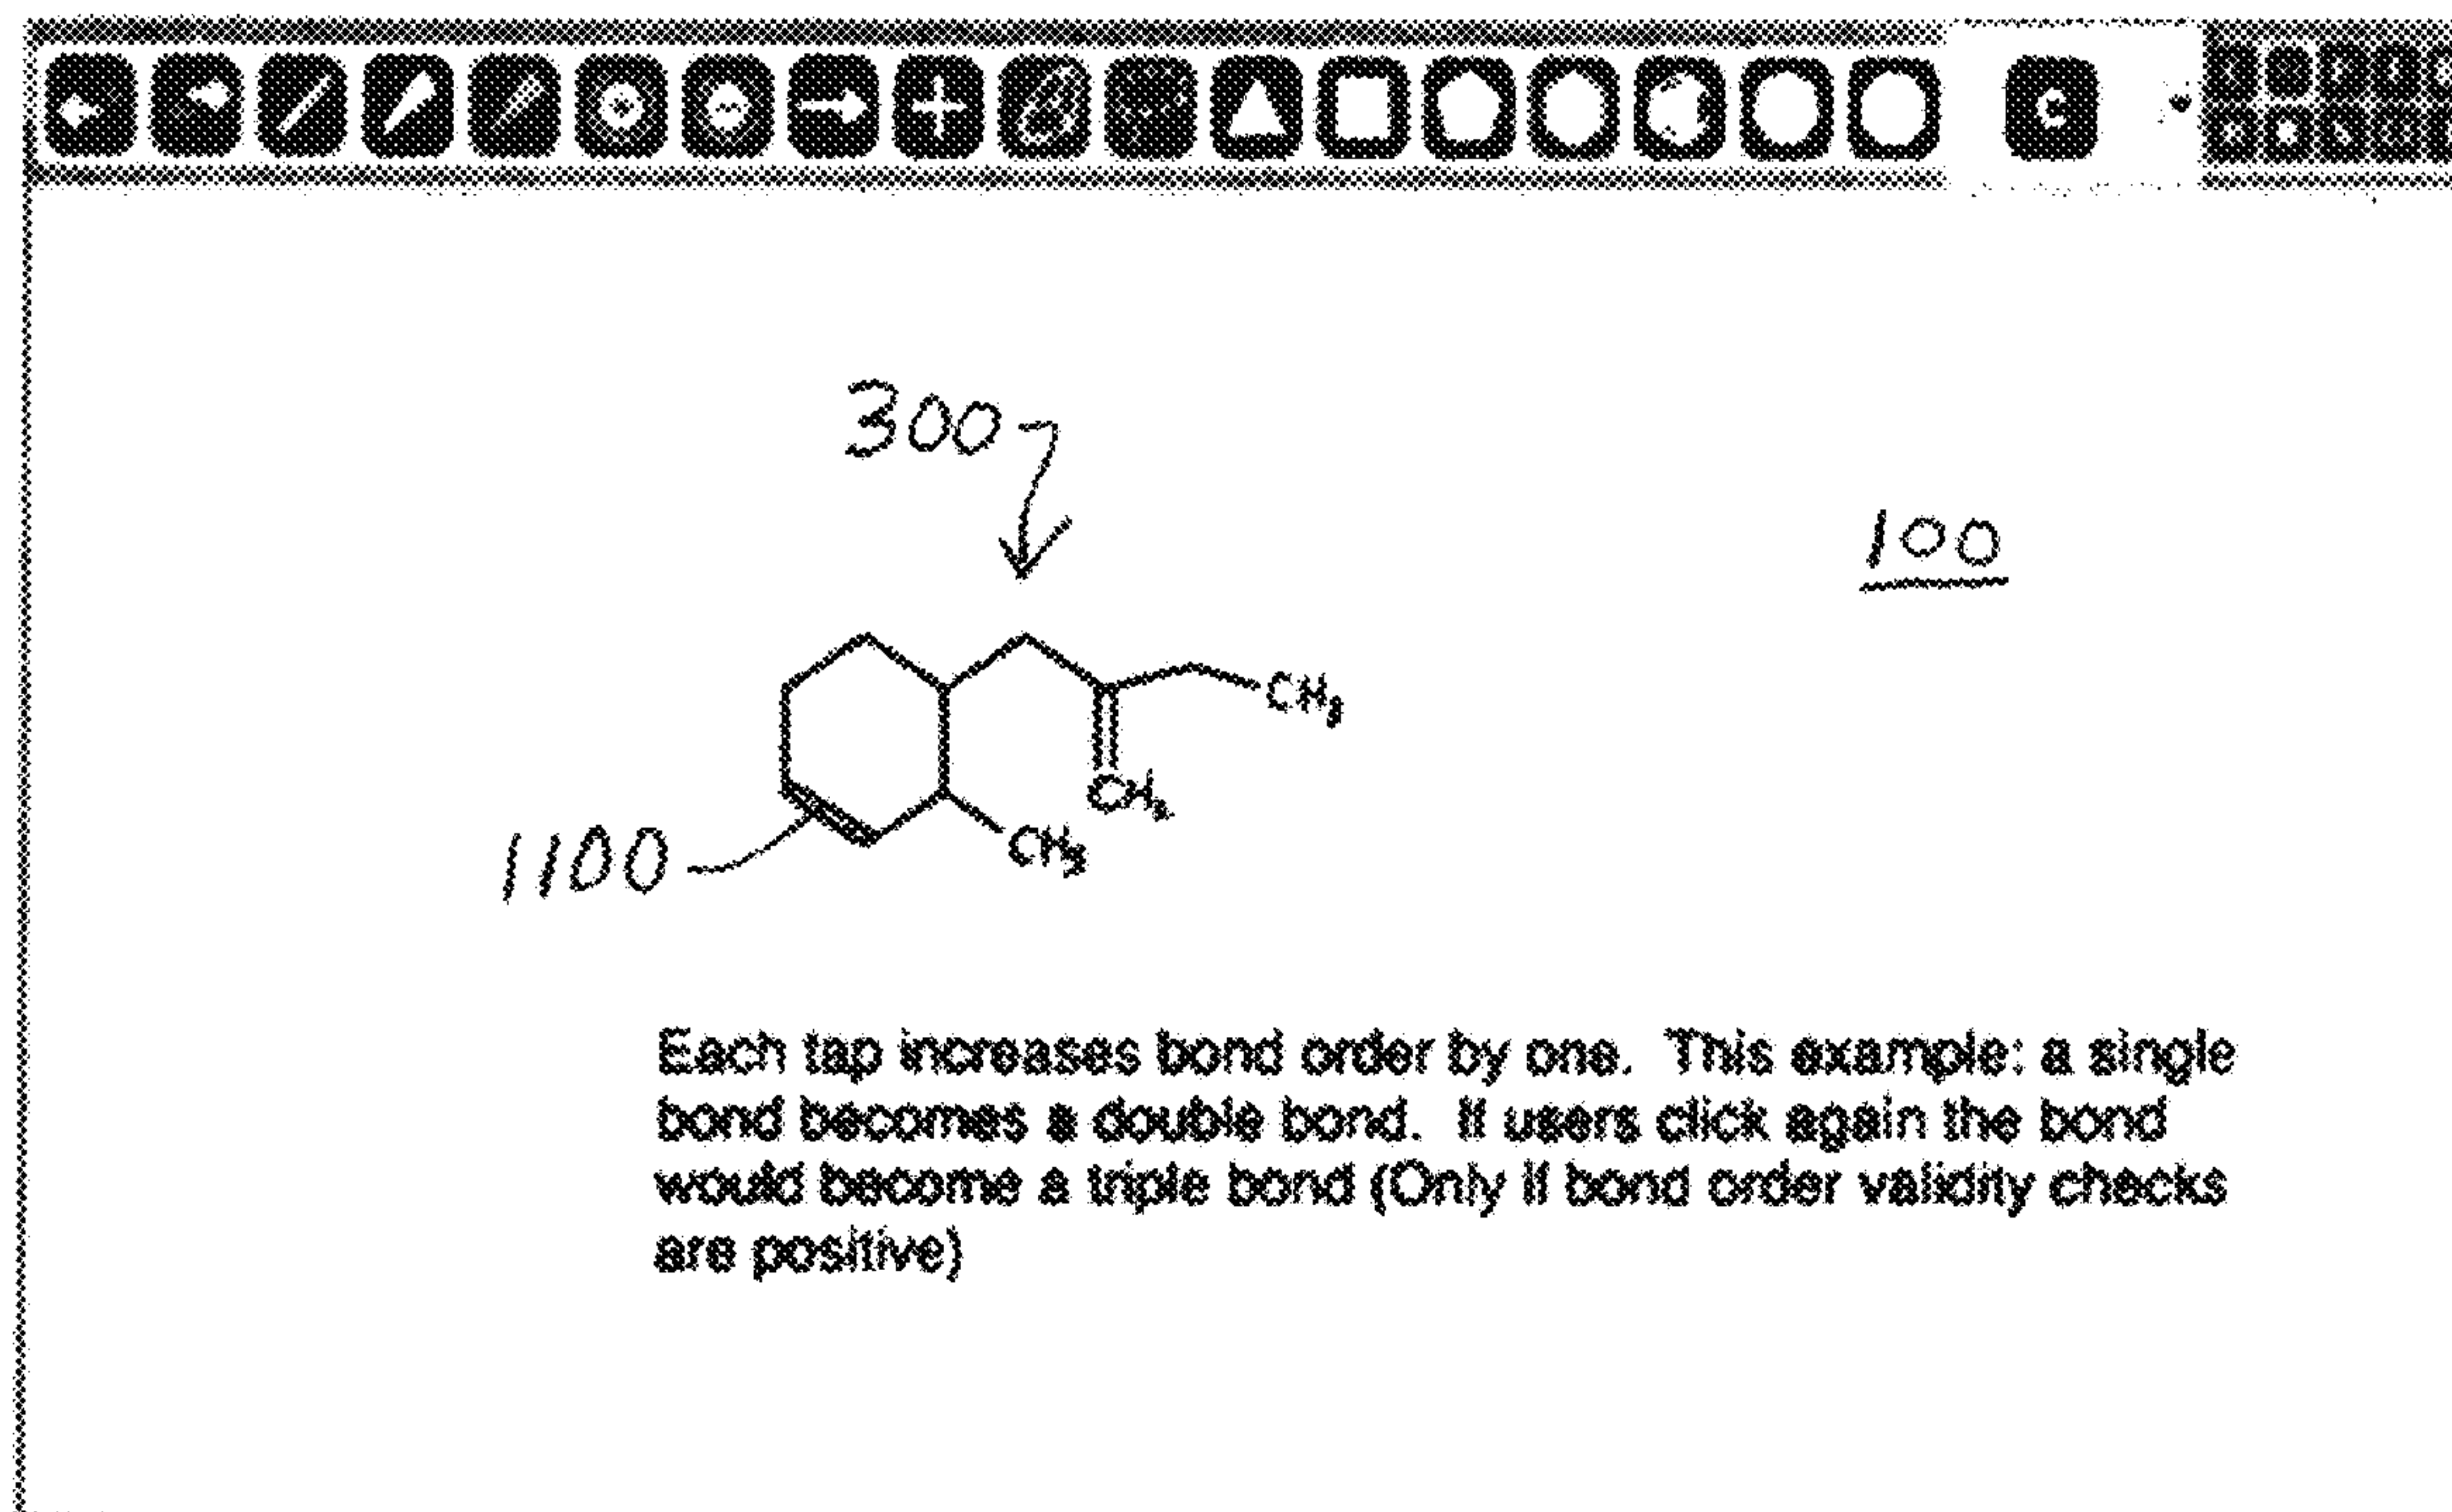 300
100
CH3
CH2
CH3
1100
Each tap increases bond order by one. This example: a single
bond becomes a double bond. If users click again the bond
would become a triple bond (Only if bond order validity checks
are positive)